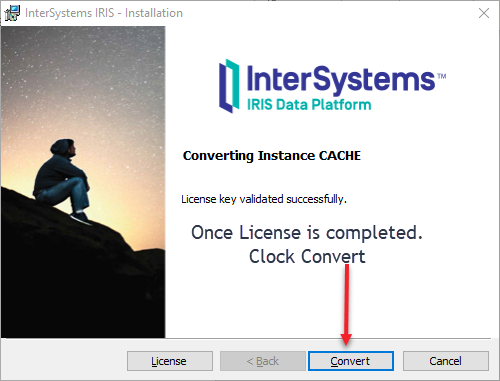 InterSystems IRIS - Installation
InterSystems™
IRIS Data Platform
Converting Instance CACHE
License key validated successfully.
Once License is completed.
Clock Convert
License
< Back
Convert
Cancel